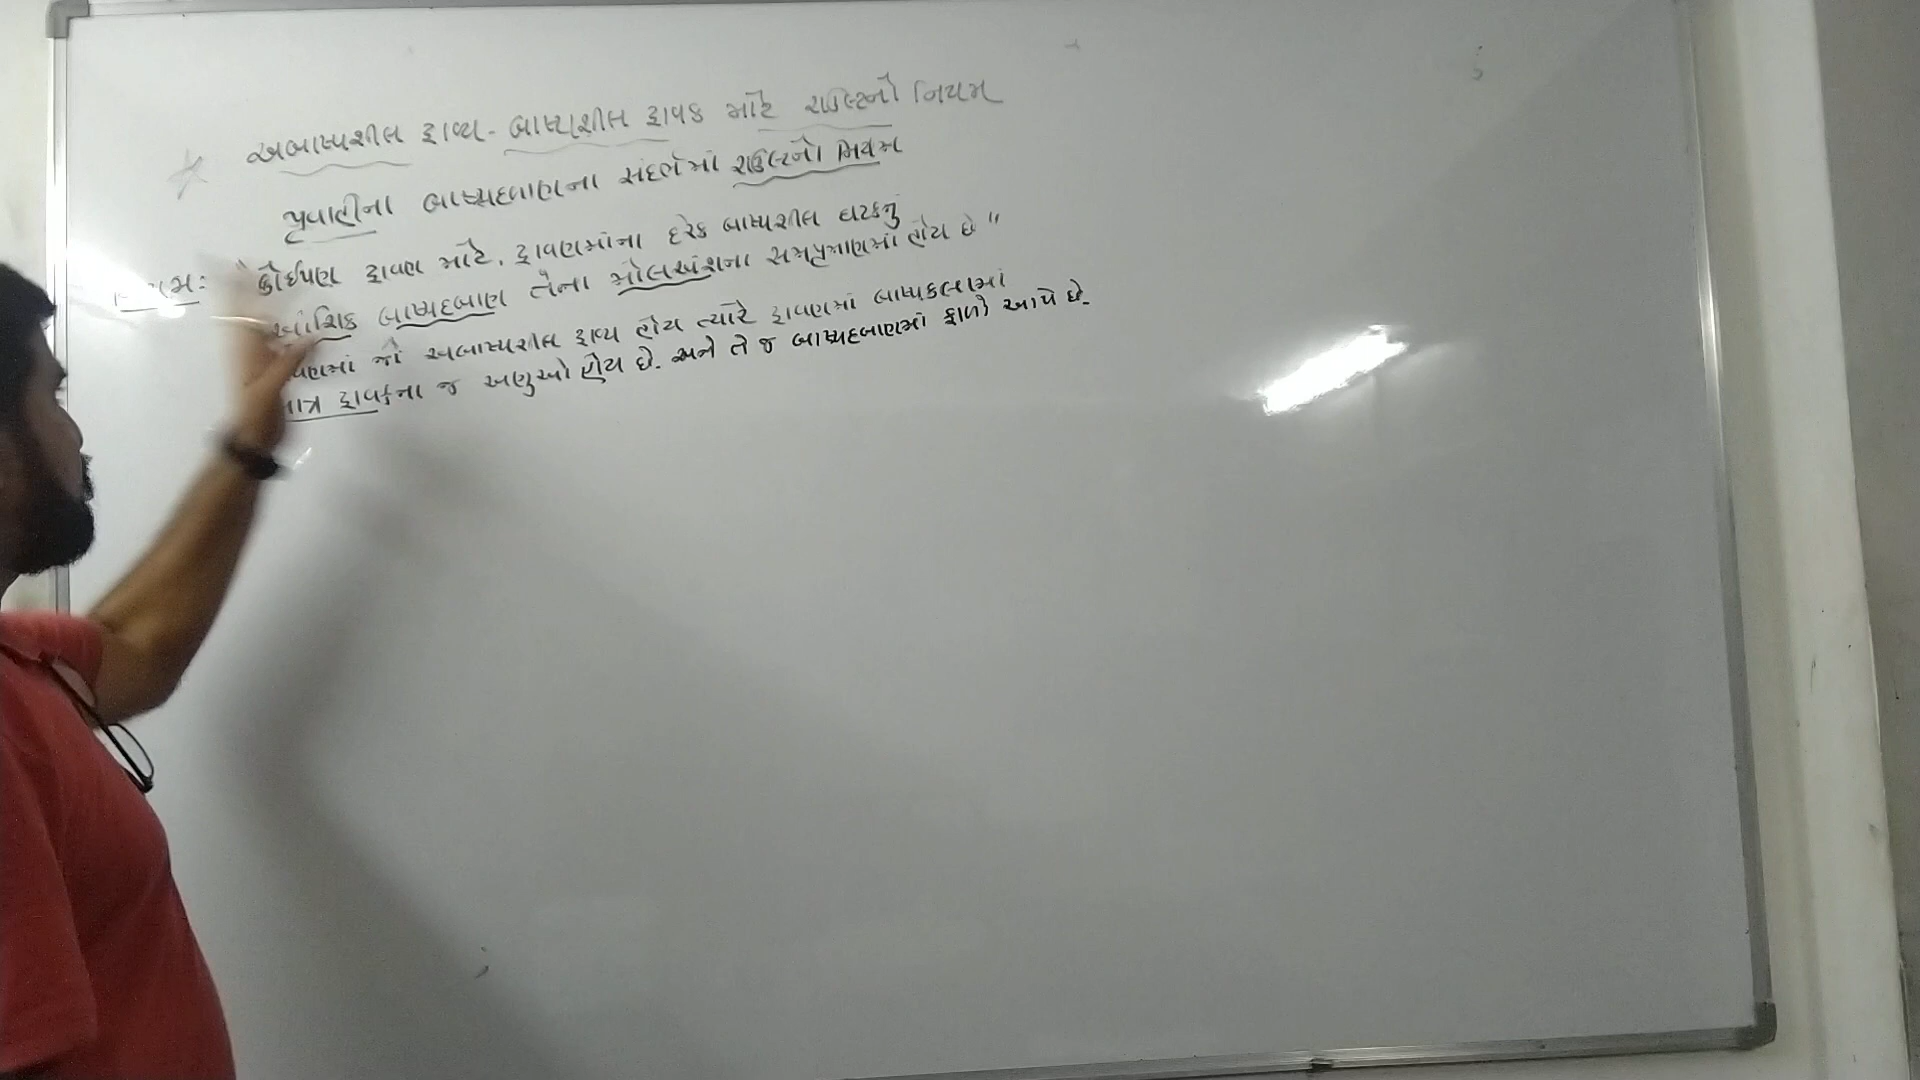 અબાષ્પશીલ દ્રાવ્ય - બાષ્પશીલ દ્રાવક માટે રાઉલ્ટનો નિયમ
પ્રવાહીના બાષ્પદબાણના સંદર્ભમાં રાઉલ્ટનો નિયમ
"કોઈપણ દ્રાવણ માટે, દ્રાવણમાંના દરેક બાષ્પશીલ ઘટકનું
આંશિક બાષ્પદબાણ તેના મોલઅંશના સમપ્રમાણમાં હોય છે"
જો અબાષ્પશીલ દ્રાવ્ય હોય ત્યારે દ્રાવણમાં બાષ્પકલામાં
માત્ર દ્રાવકના જ અણુઓ હોય છે. અને તે જ બાષ્પદબાણમાં ફાળો આપે છે.